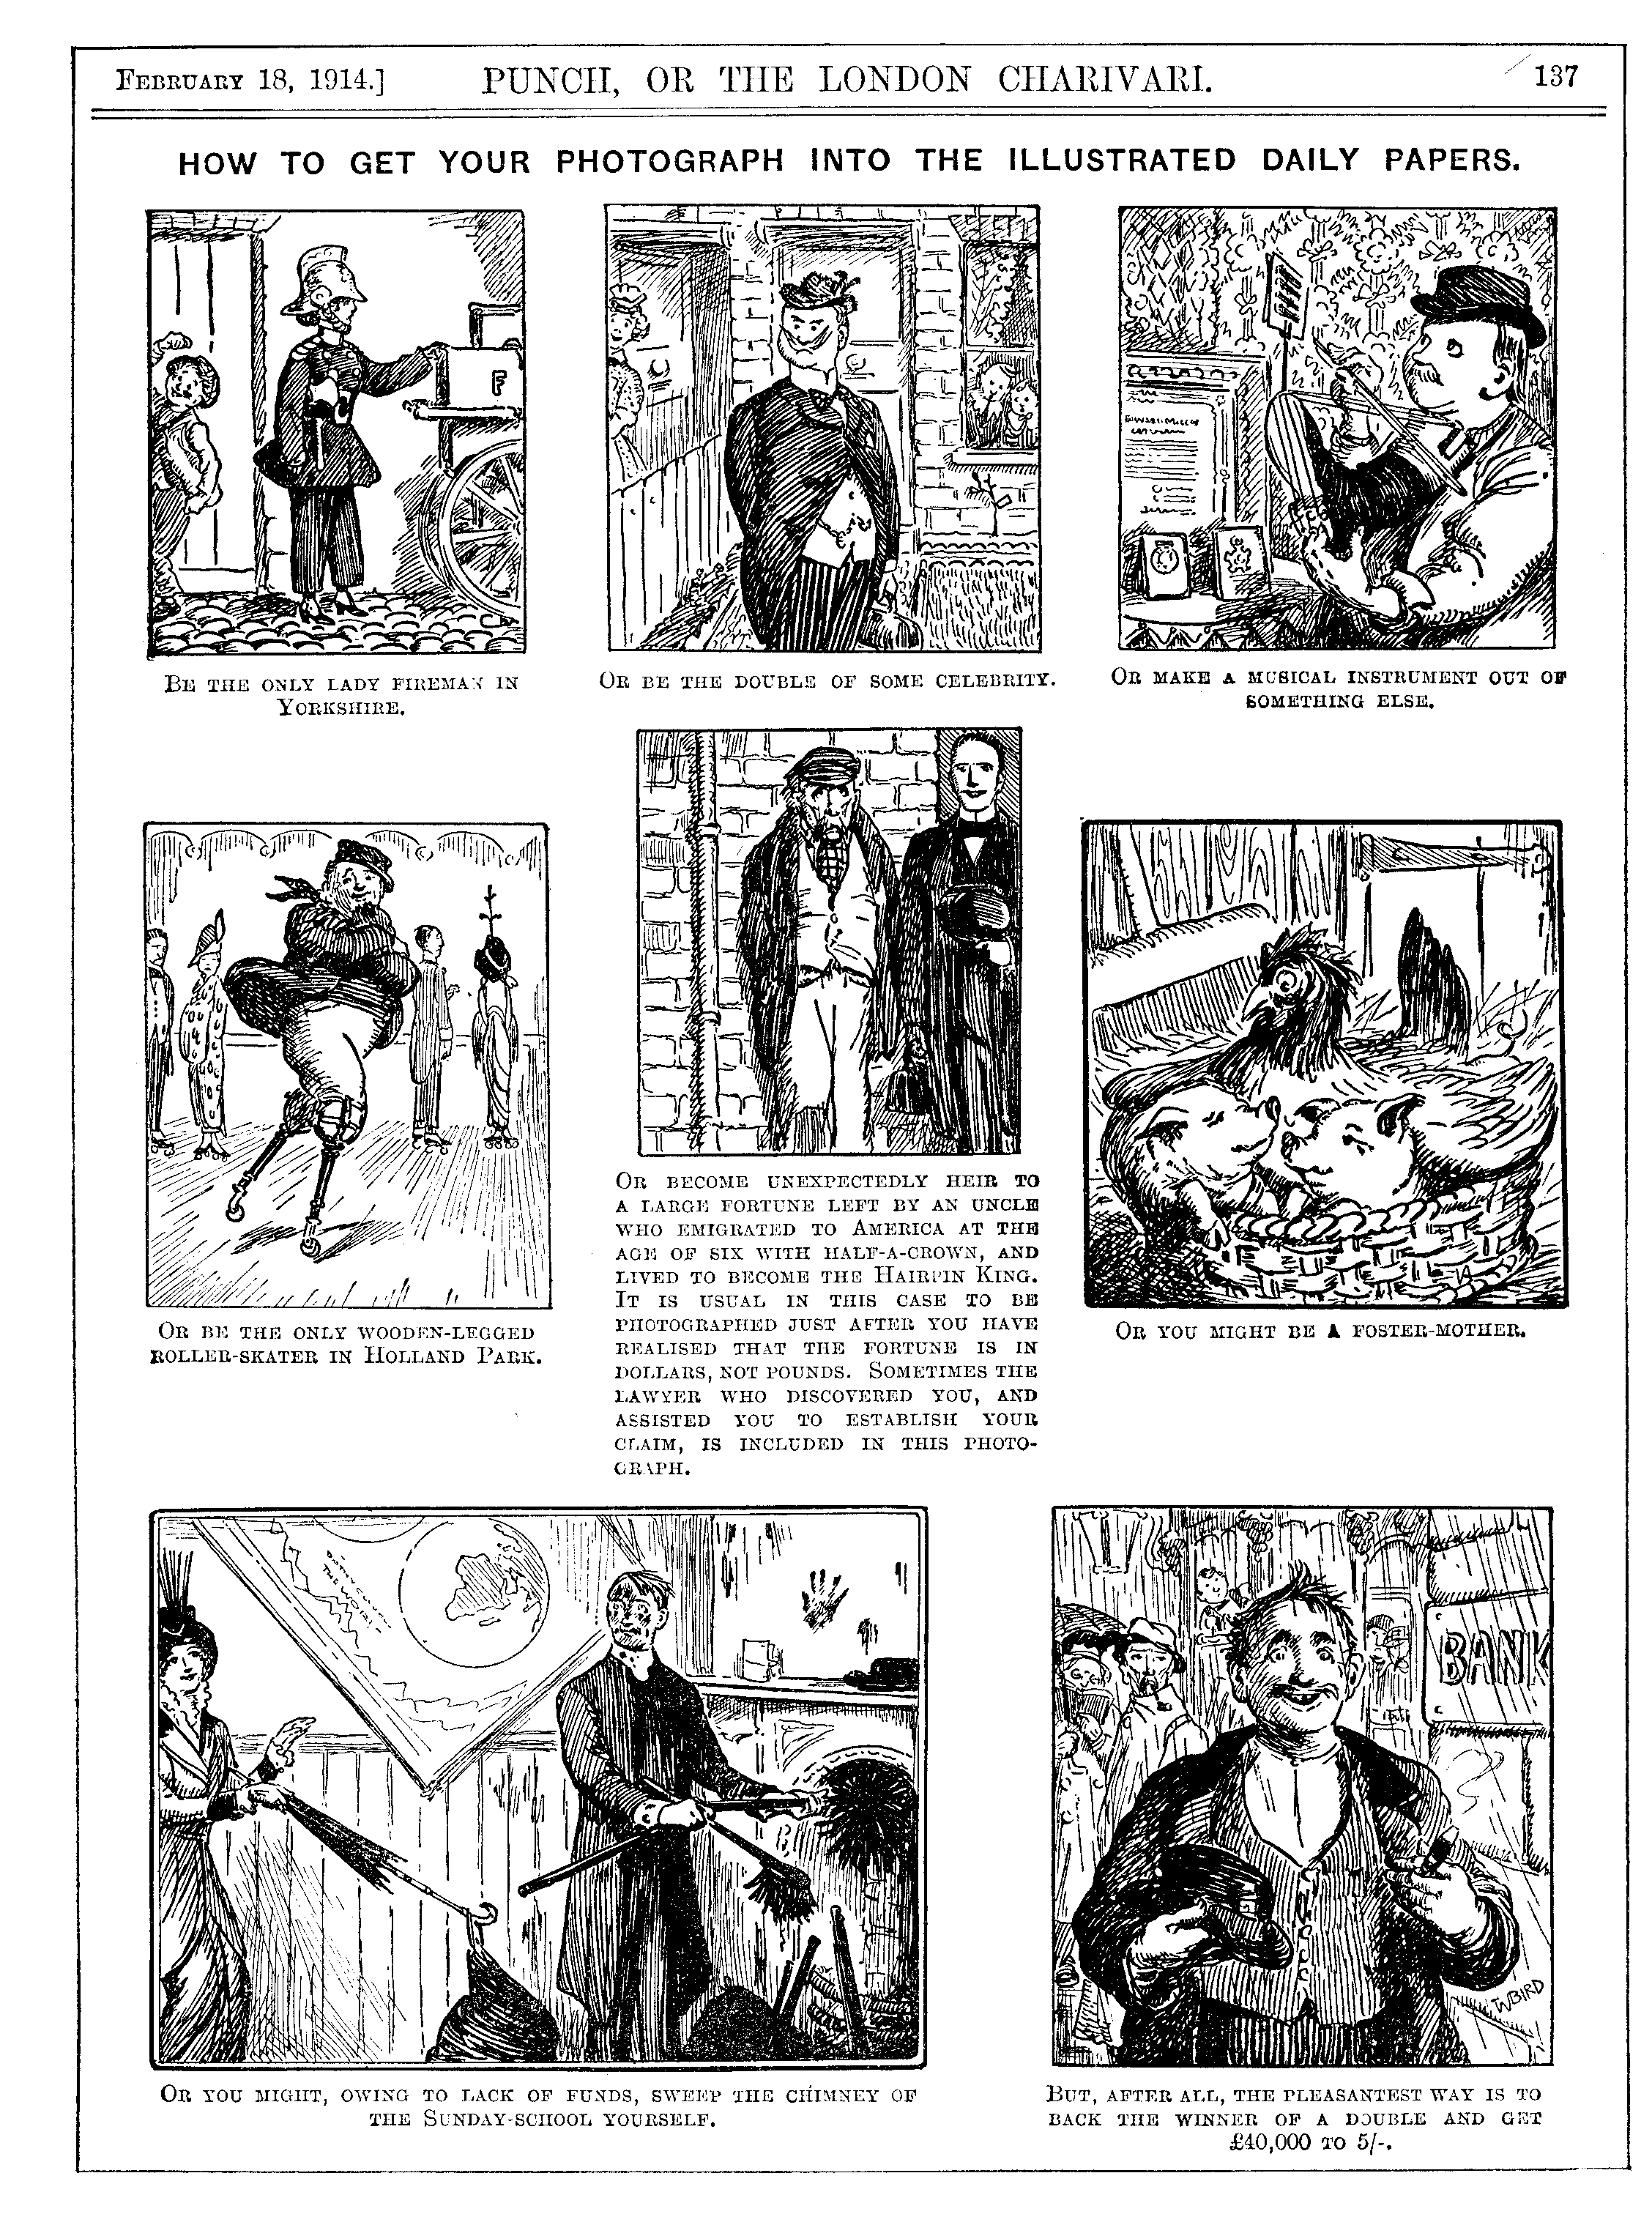 FEBRUARY 18, 1914.] PUNCH, OR THE LONDON CHARIVARI. 137
HOW TO GET YOUR PHOTOGRAPH INTO THE ILLUSTRATED DAILY PAPERS.
F
BE THE ONLY LADY FIREMAN IN
YORKSHIRE.
OR BE THE DOUBLE OF SOME CELEBRITY.
OR MAKE A MUSICAL INSTRUMENT OUT OF
SOMETHING ELSE.
OR BE THE ONLY WOODEN-LEGGED
ROLLER-SKATER IN HOLLAND PARK.
OR BECOME UNEXPECTEDLY HEIR TO
A LARGE FORTUNE LEFT BY AN UNCLE
WHO EMIGRATED TO AMERICA AT THE
AGE OF SIX WITH HALF-A-CROWN, AND
LIVED TO BECOME THE HAIRPIN KING.
IT IS USUAL IN THIS CASE TO BE
PHOTOGRAPHED JUST AFTER YOU HAVE
REALISED THAT THE FORTUNE IS IN
DOLLARS, NOT POUNDS. SOMETIMES THE
LAWYER WHO DISCOVERED YOU, AND
ASSISTED YOU TO ESTABLISH YOUR
CLAIM, IS INCLUDED IN THIS PHOTO-
GRAPH.
OR YOU MIGHT BE A FOSTER-MOTHER.
THE WORLD
OR YOU MIGHT, OWING TO LACK OF FUNDS, SWEEP THE CHIMNEY OF
THE SUNDAY-SCHOOL YOURSELF.
BANK
W BIRD
BUT, AFTER ALL, THE PLEASANTEST WAY IS TO
BACK THE WINNER OF A DOUBLE AND GET
£40,000 TO 5/-.